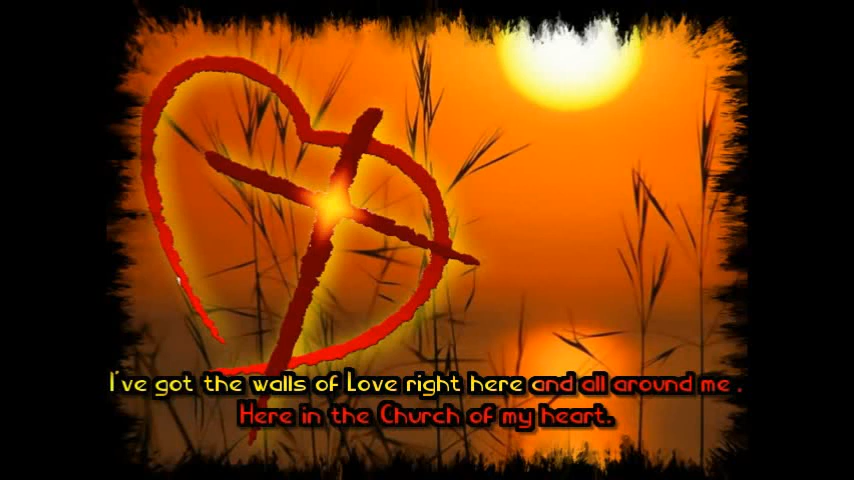 I've got the walls of Love right here and all around me .
Here in the Church of my heart.